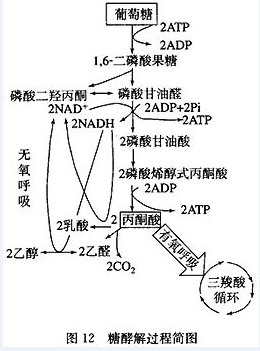 葡萄糖
2ATP
2ADP
1,6-二磷酸果糖
磷酸二羟丙酮
磷酸甘油醛
2NAD⁺
2ADP+2Pi
2NADH
2ATP
2磷酸甘油酸
无氧呼吸
2磷酸烯醇式丙酮酸
2ADP
2ATP
2乳酸
2
丙酮酸
有氧呼吸
2乙醇
2乙醛
2CO₂
三羧酸
循环
图 12 糖酵解过程简图